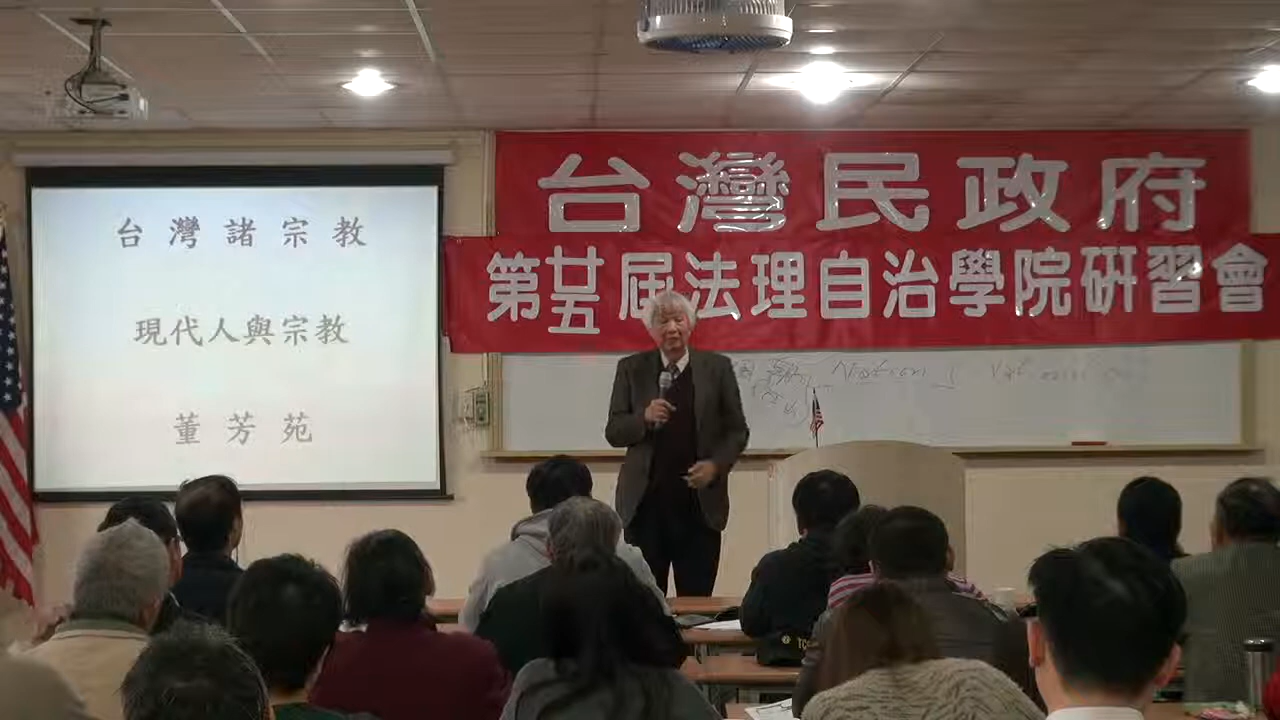 台灣諸宗教
現代人與宗教
董芳苑
台灣民政府
第廿五屆法理自治學院研習會